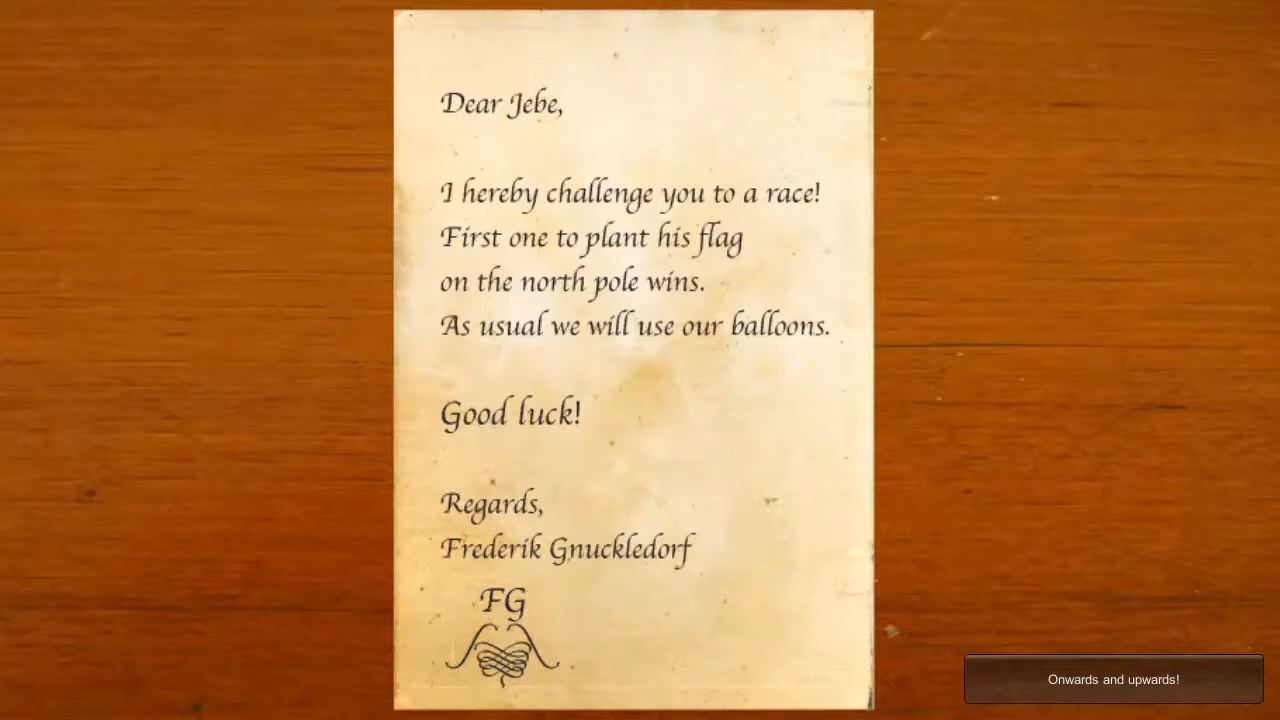 Dear Jebe,
I hereby challenge you to a race!
First one to plant his flag
on the north pole wins.
As usual we will use our balloons.
Good luck!
Regards,
Frederik Gnuckledorf
FG
Onwards and upwards!